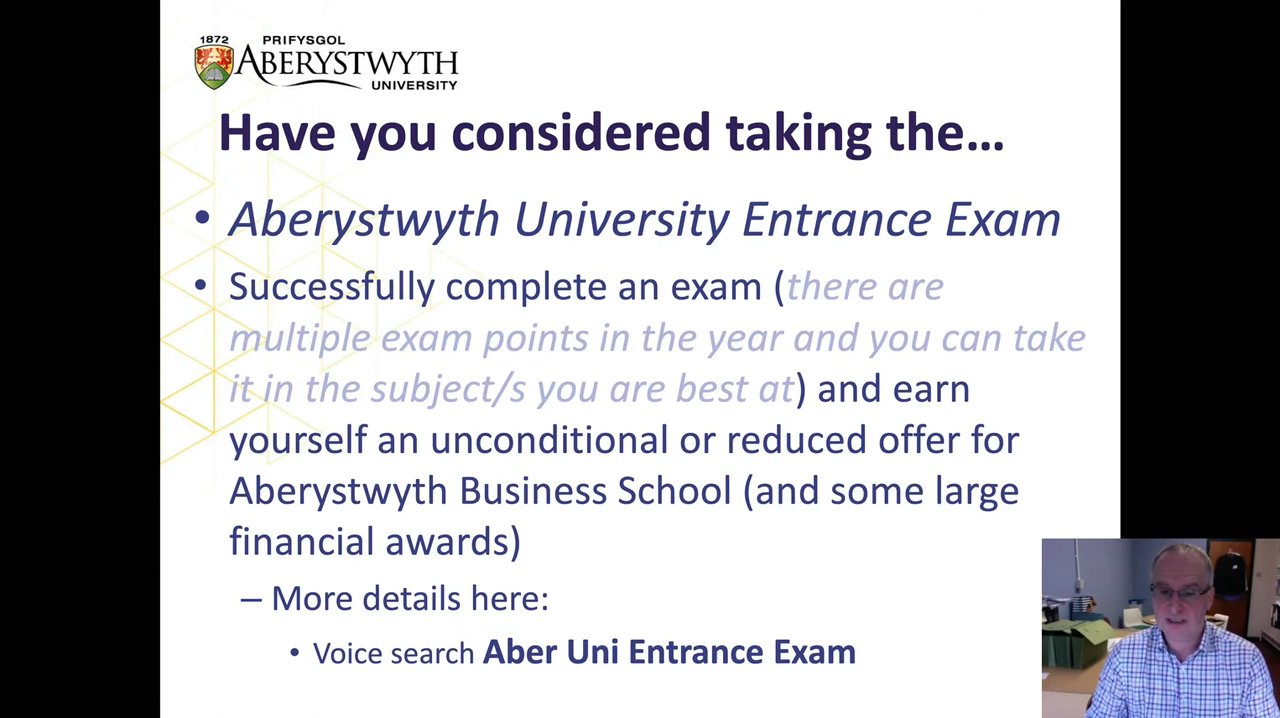 1872 PRIFYSGOL
ABERYSTWYTH
UNIVERSITY
Have you considered taking the…
• Aberystwyth University Entrance Exam
• Successfully complete an exam (there are
multiple exam points in the year and you can take
it in the subject/s you are best at) and earn
yourself an unconditional or reduced offer for
Aberystwyth Business School (and some large
financial awards)
– More details here:
• Voice search Aber Uni Entrance Exam